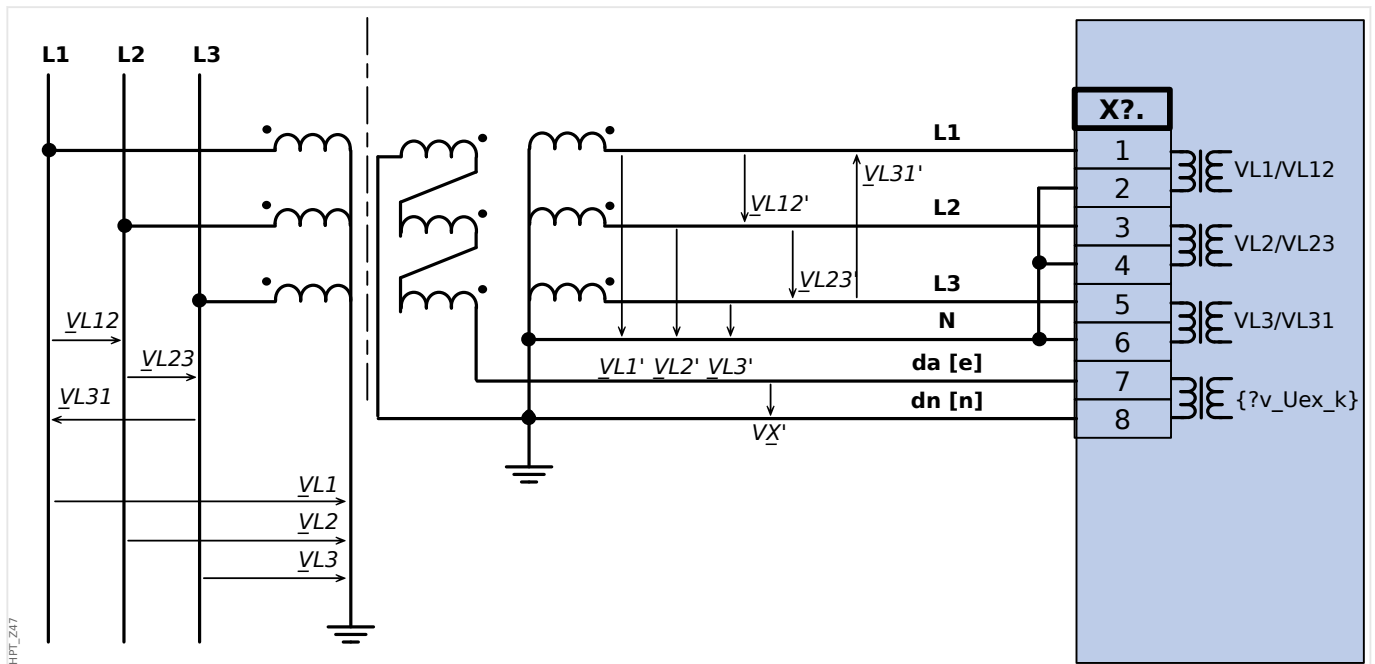 L1 L2 L3
X?.
L1
1
VL1/VL12
VL31'
2
VL12'
L2
3
VL2/VL23
4
VL23'
L3
5
VL3/VL31
N
6
VL12
VL23
VL31
VL1' VL2' VL3'
da [e]
7
dn [n]
8
{?v_Uex_k}
VX'
VL1
VL2
VL3
HPT_Z47